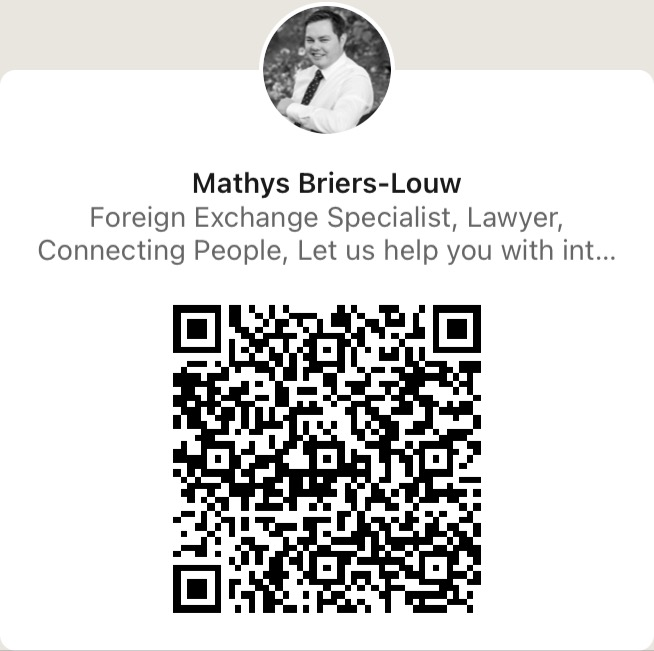 Mathys Briers-Louw
Foreign Exchange Specialist, Lawyer,
Connecting People, Let us help you with int...